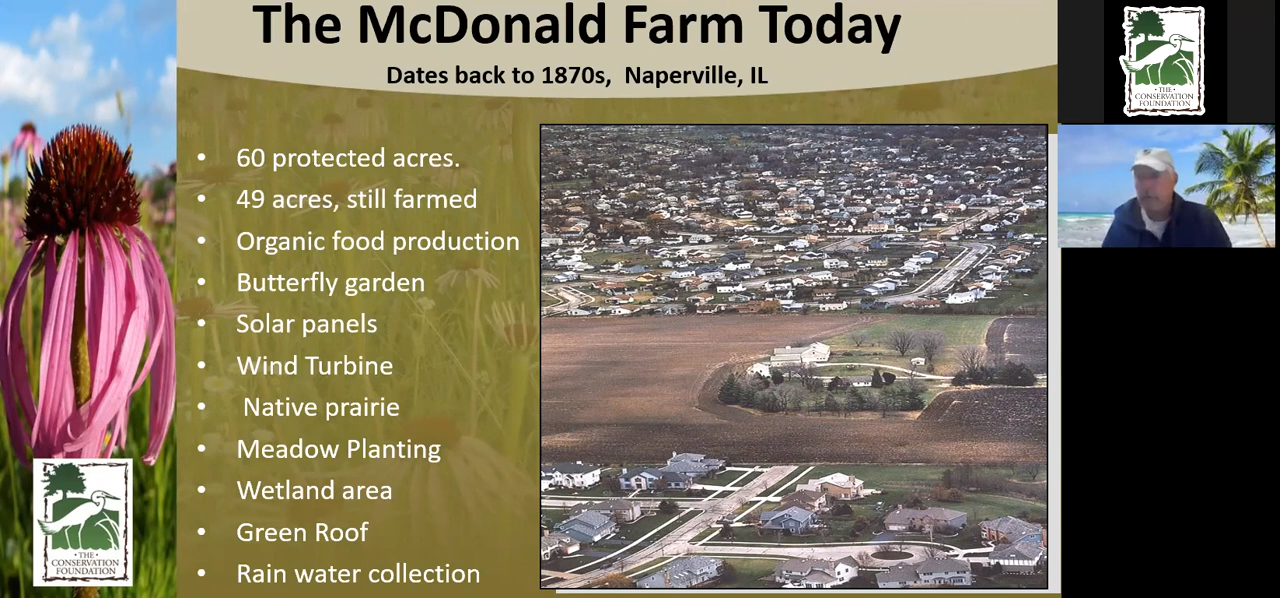 The McDonald Farm Today
Dates back to 1870s, Naperville, IL
• 60 protected acres.
• 49 acres, still farmed
• Organic food production
• Butterfly garden
• Solar panels
• Wind Turbine
• Native prairie
• Meadow Planting
• Wetland area
• Green Roof
• Rain water collection
• THE •
CONSERVATION
FOUNDATION
• THE •
CONSERVATION
FOUNDATION